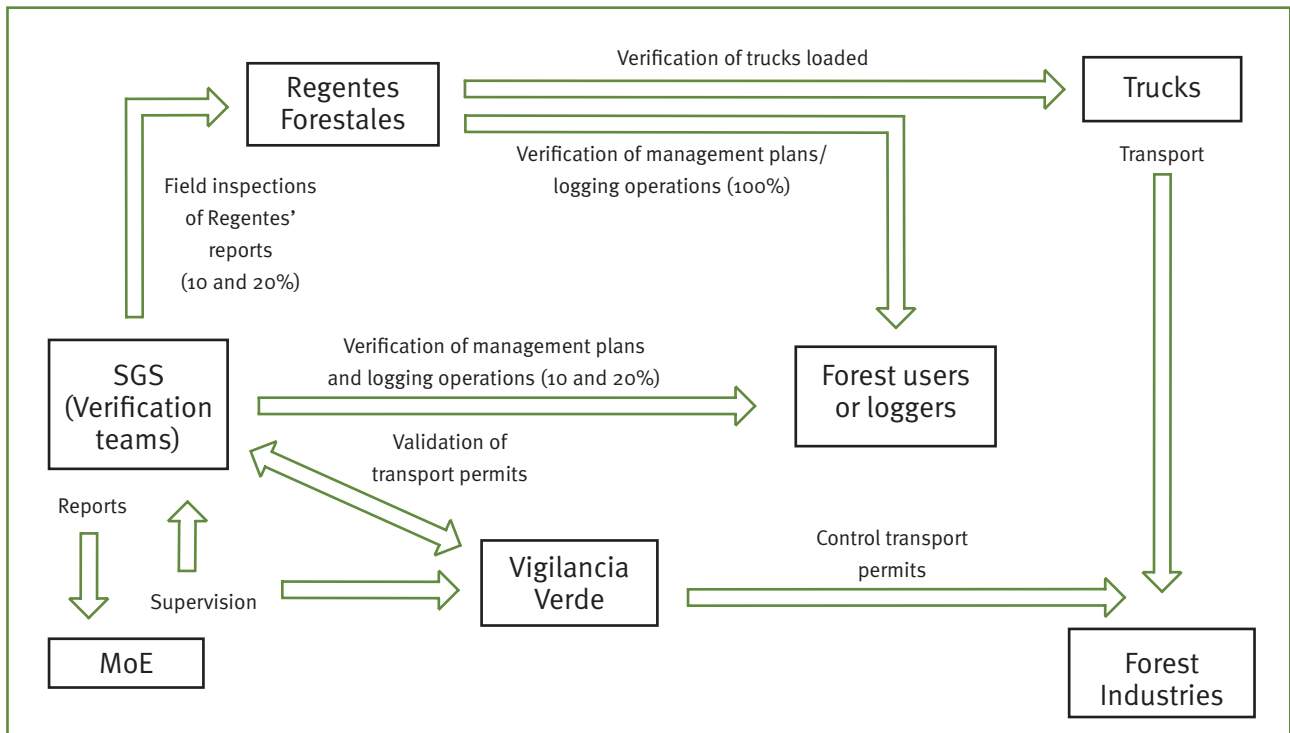 Verification of trucks loaded
Regentes
Forestales
Trucks
Verification of management plans/
logging operations (100%)
Transport
Field inspections
of Regentes’
reports
(10 and 20%)
SGS
(Verification
teams)
Verification of management plans
and logging operations (10 and 20%)
Forest users
or loggers
Validation of
transport permits
Reports
Supervision
Vigilancia
Verde
Control transport
permits
MoE
Forest
Industries